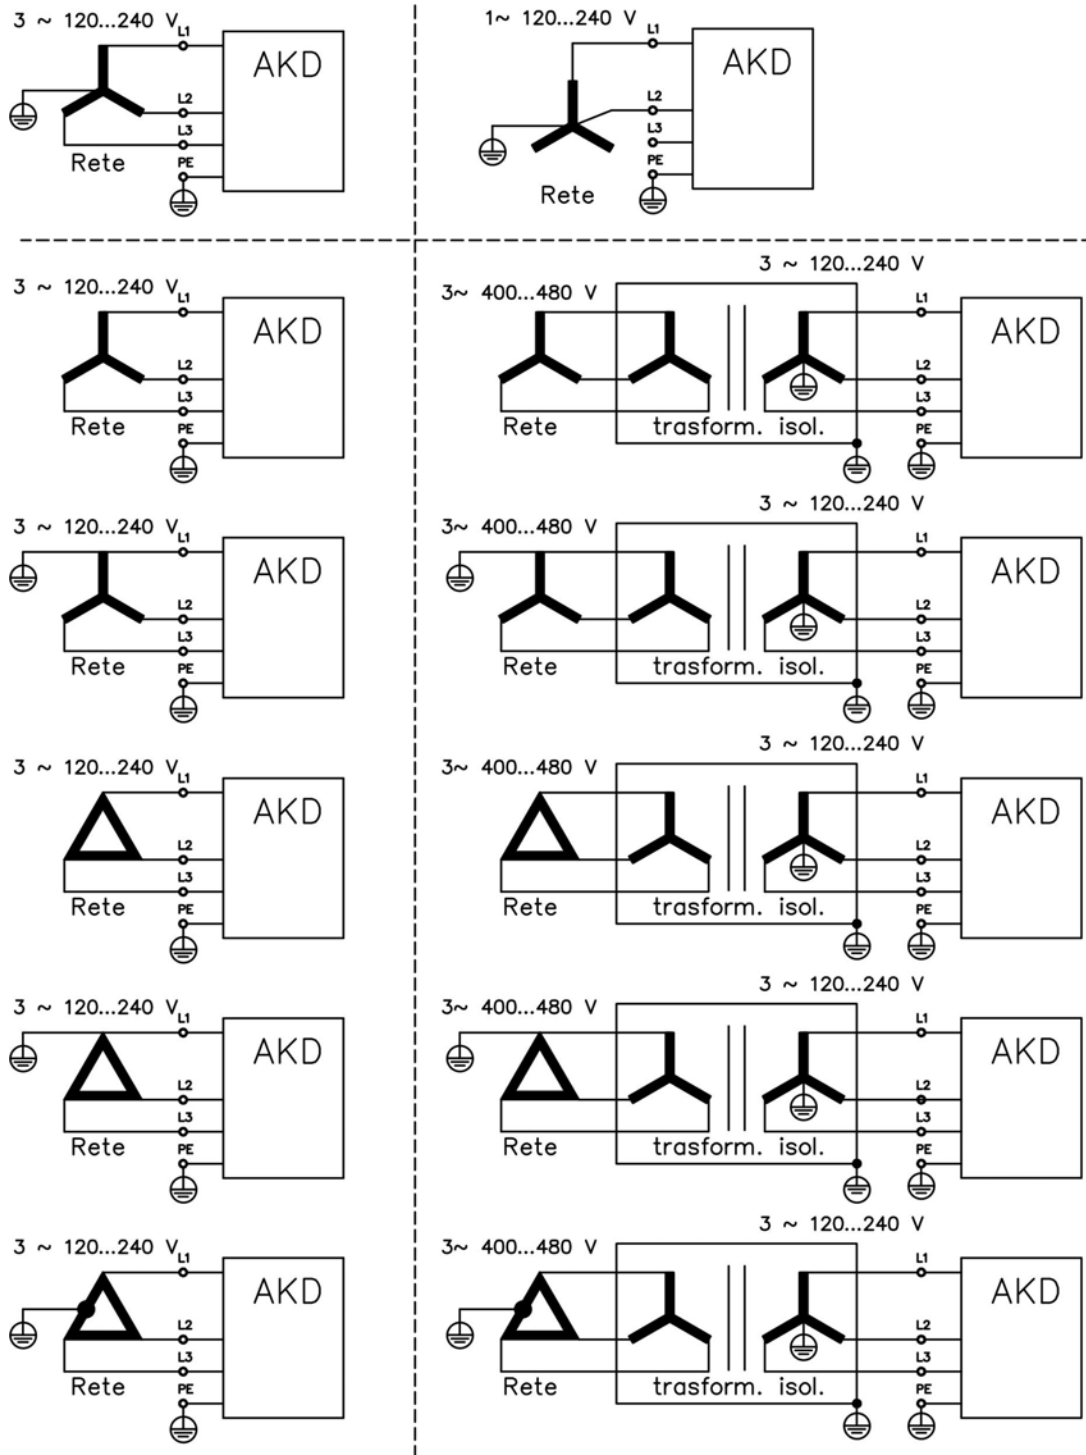 3 ~ 120...240 V
L1
AKD
L2
L3
Rete
PE
1~ 120...240 V
L1
AKD
L2
L3
PE
Rete
3 ~ 120...240 V
L1
AKD
L2
L3
Rete
PE
3 ~ 120...240 V
3~ 400...480 V
L1
AKD
L2
L3
Rete
trasform. isol.
PE
3 ~ 120...240 V
L1
AKD
L2
L3
Rete
PE
3 ~ 120...240 V
3~ 400...480 V
L1
AKD
L2
L3
Rete
trasform. isol.
PE
3 ~ 120...240 V
L1
AKD
L2
L3
Rete
PE
3 ~ 120...240 V
3~ 400...480 V
L1
AKD
L2
L3
Rete
trasform. isol.
PE
3 ~ 120...240 V
L1
AKD
L2
L3
Rete
PE
3 ~ 120...240 V
3~ 400...480 V
L1
AKD
L2
L3
Rete
trasform. isol.
PE
3 ~ 120...240 V
L1
AKD
L2
L3
Rete
PE
3 ~ 120...240 V
3~ 400...480 V
L1
AKD
L2
L3
Rete
trasform. isol.
PE